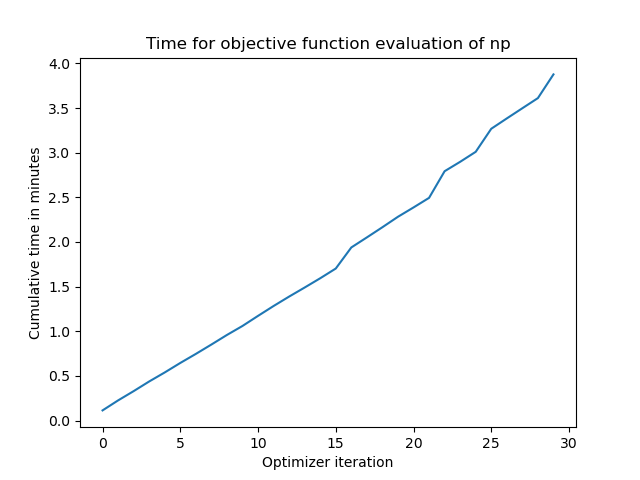 Time for objective function evaluation of np
Cumulative time in minutes
4.0
3.5
3.0
2.5
2.0
1.5
1.0
0.5
0.0
0 5 10 15 20 25 30
Optimizer iteration